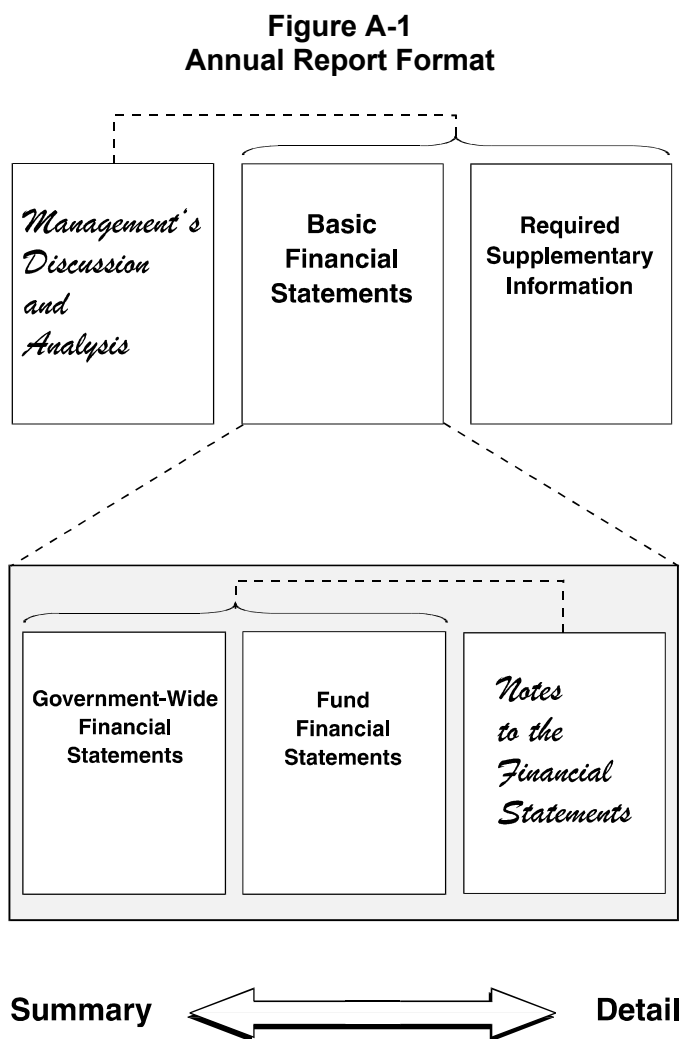 Figure A-1
Annual Report Format
Management's
Discussion
and
Analysis
Basic
Financial
Statements
Required
Supplementary
Information
Government-Wide
Financial
Statements
Fund
Financial
Statements
Notes
to the
Financial
Statements
Summary
Detail